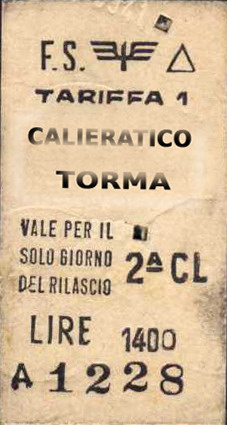 F.S.
TARIFFA 1
CALIERATICO
TORMA
VALE PER IL
SOLO GIORNO
DEL RILASCIO
2ª CL
LIRE 1400
A 1228